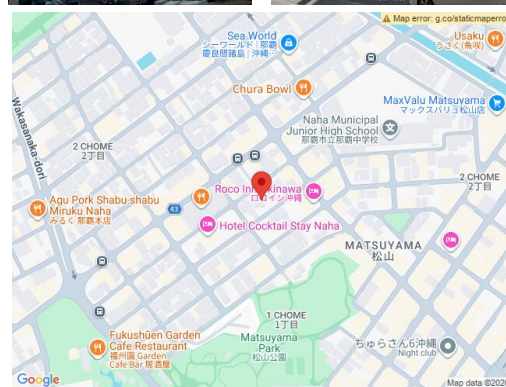 Map error: g.co/staticmaperro
Sea World
シーワールド | 那覇
慶良間諸島 | 沖縄...
Usaku
うさく(魚咲)
Chura Bowl
MaxValu Matsuyama
マックスバリュ松山店
Naha Municipal
Junior High School
那覇市立那覇中学校
Wakasanaka-dori
2 CHOME
2丁目
2 CHOME
2丁目
Roco Inn Okinawa
ロコイン沖縄
Agu Pork Shabu-shabu
Miruku Naha
みるく 那覇本店
43
Hotel Cocktail Stay Naha
MATSUYAMA
松山
1 CHOME
1丁目
Matsuyama
Park
松山公園
Fukushūen Garden
Cafe Restaurant
福州園 Garden
Cafe Bar 居酒屋
ちゅらさん6沖縄
Night club
Google
Map data ©202